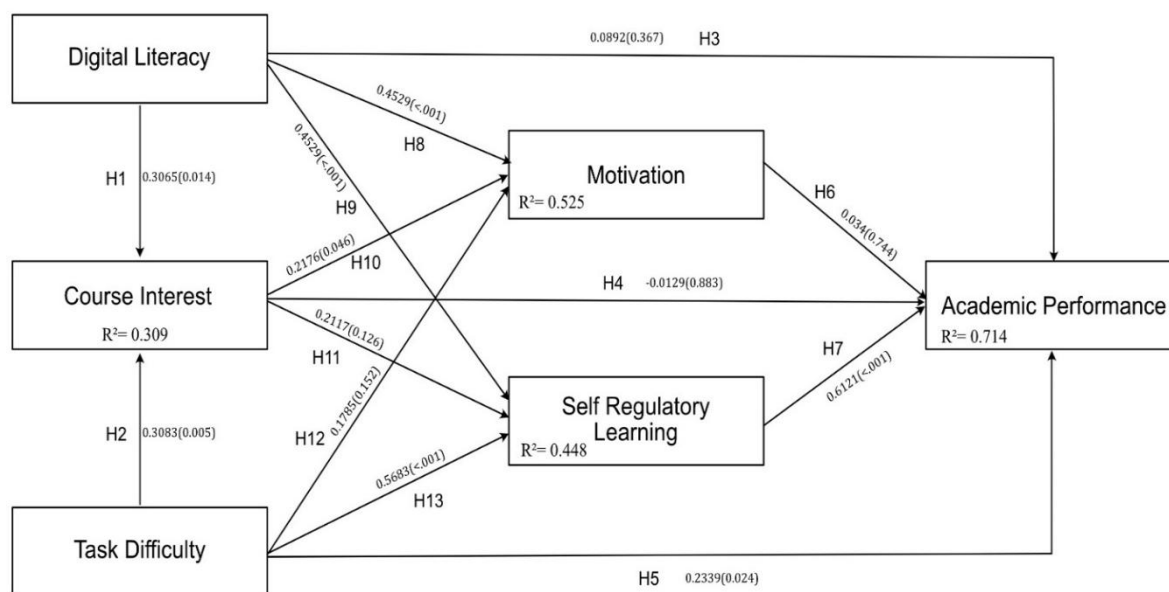 Digital Literacy
0.0892(0.367) H3
0.4529(<.001)
H8
0.4529(<.001)
H9
H1 0.3065(0.014)
Motivation
R²= 0.525
H6
0.034(0.744)
0.2176(0.046)
H10
Course Interest
R²= 0.309
H4 -0.0129(0.883)
Academic Performance
R²= 0.714
0.2117(0.126)
H11
H7
0.6121(<.001)
Self Regulatory
Learning
R²= 0.448
H2 0.3083(0.005)
H12
0.1785(0.152)
0.5683(<.001)
H13
Task Difficulty
H5 0.2339(0.024)